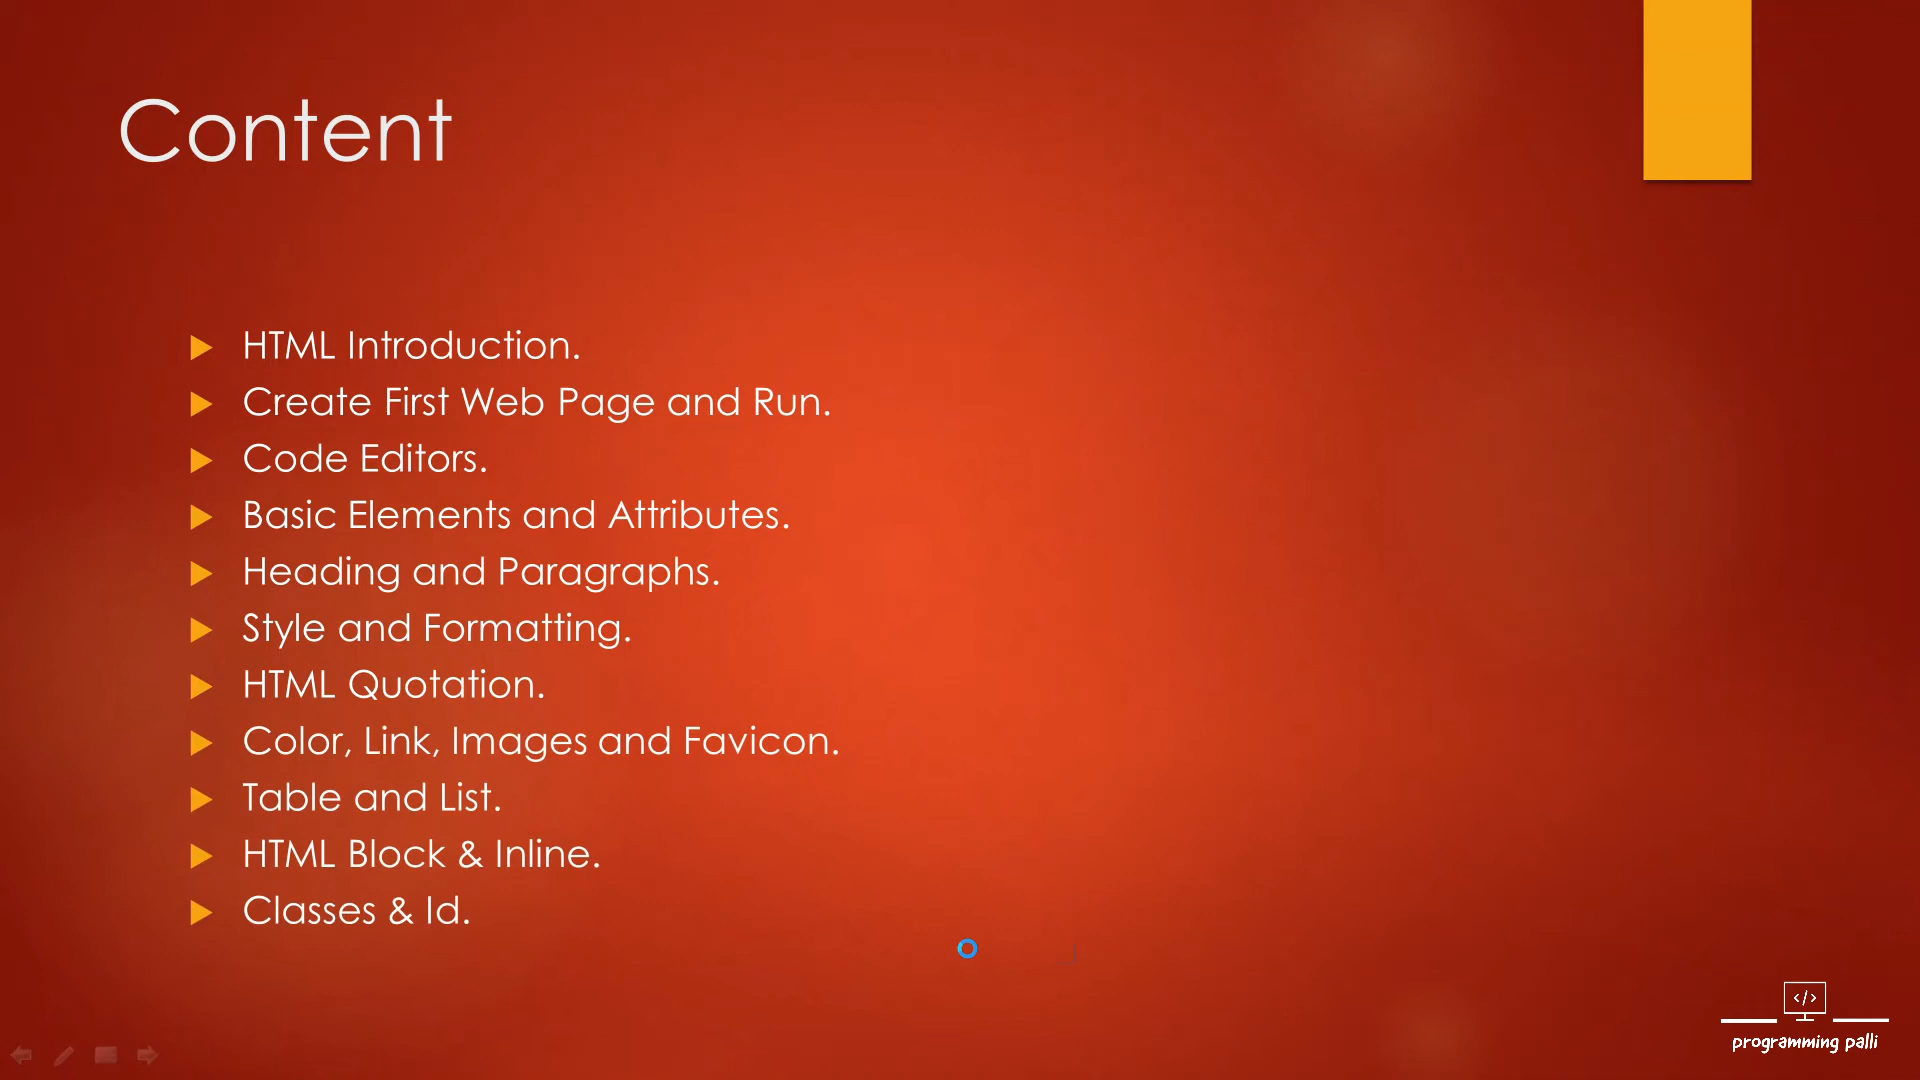 Content
HTML Introduction.
Create First Web Page and Run.
Code Editors.
Basic Elements and Attributes.
Heading and Paragraphs.
Style and Formatting.
HTML Quotation.
Color, Link, Images and Favicon.
Table and List.
HTML Block & Inline.
Classes & Id.
</>
programming palli